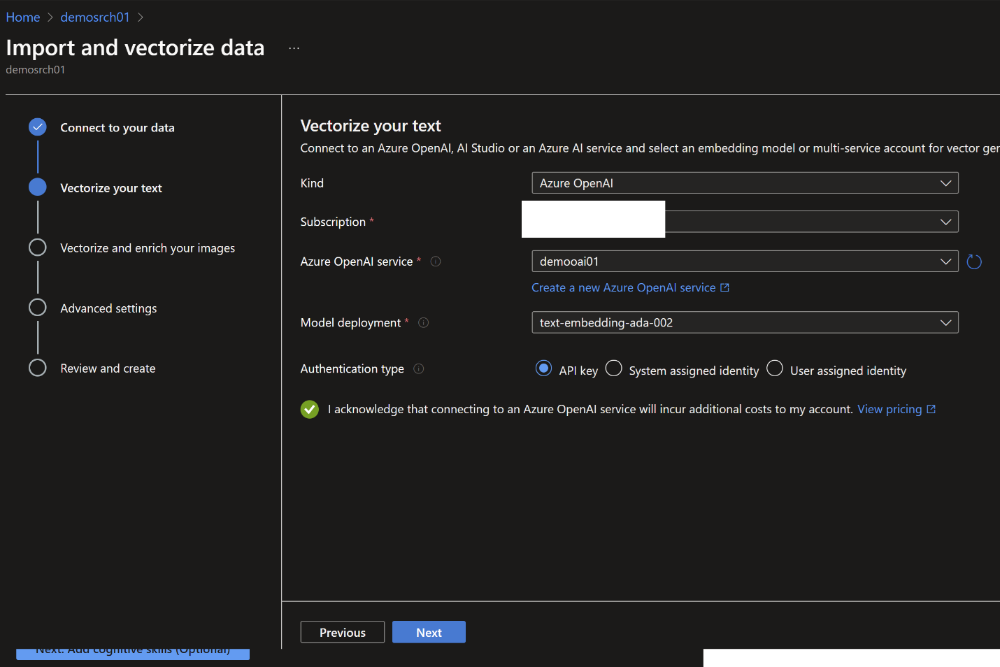 Home > demosrch01 >
Import and vectorize data ...
demosrch01
Connect to your data
Vectorize your text
Vectorize and enrich your images
Advanced settings
Review and create
Vectorize your text
Connect to an Azure OpenAI, AI Studio or an Azure AI service and select an embedding model or multi-service account for vector ger
Kind
Azure OpenAI
Subscription *
Azure OpenAI service *
demooai01
Create a new Azure OpenAI service
Model deployment *
text-embedding-ada-002
Authentication type
API key
System assigned identity
User assigned identity
I acknowledge that connecting to an Azure OpenAI service will incur additional costs to my account. View pricing
Previous
Next
Next: Add cognitive skills (Optional)